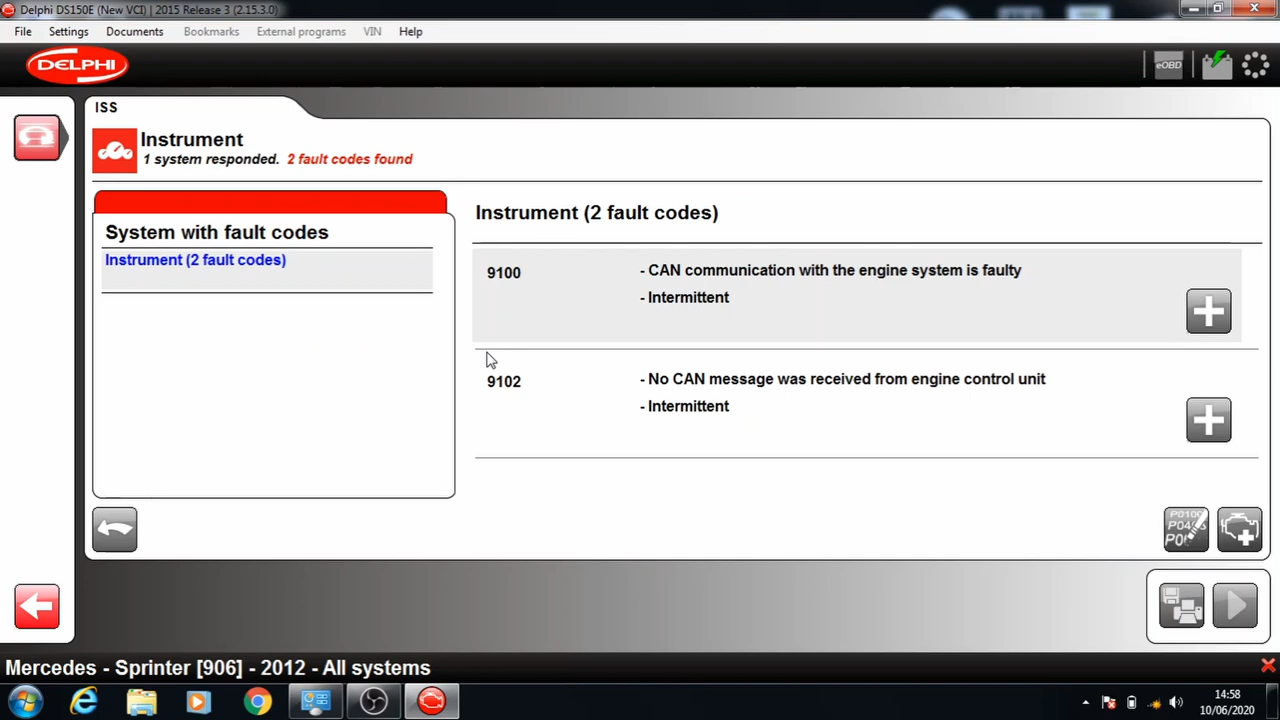 Delphi DS150E (New VCI) | 2015 Release 3 (2.15.3.0)
File Settings Documents Bookmarks External programs VIN Help
DELPHI
eOBD
ISS
Instrument
1 system responded. 2 fault codes found
System with fault codes
Instrument (2 fault codes)
Instrument (2 fault codes)
9100 - CAN communication with the engine system is faulty
- Intermittent
9102 - No CAN message was received from engine control unit
- Intermittent
P0100
Mercedes - Sprinter [906] - 2012 - All systems
14:58
10/06/2020